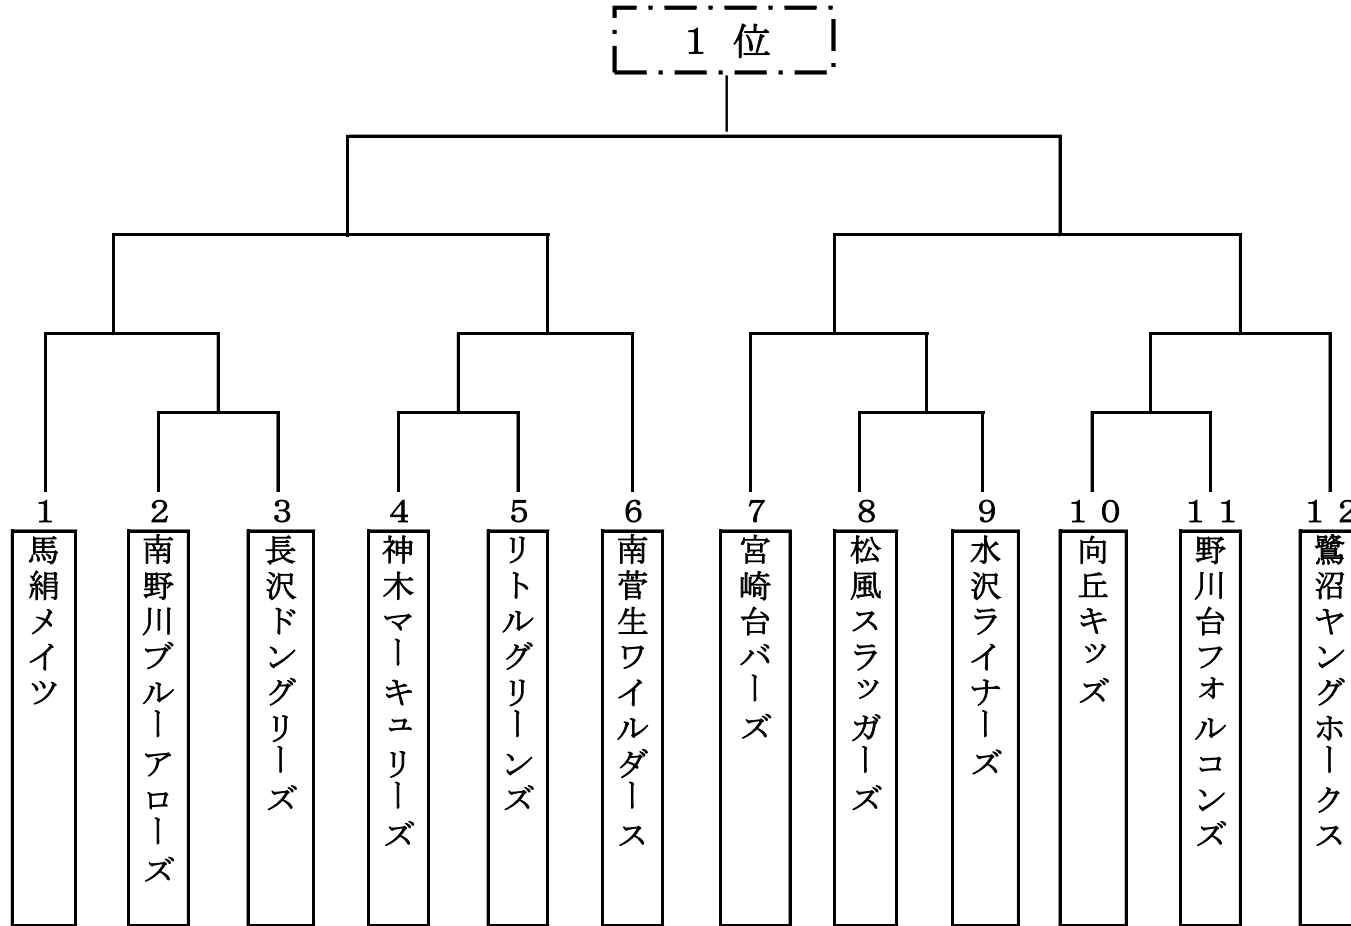 １ 位
１
２
３
４
５
６
７
８
９
１０
１１
１２
馬絹メイツ
南野川ブルーアローズ
長沢ドングリーズ
神木マーキュリーズ
リトルグリーンズ
南菅生ワイルダース
宮崎台バーズ
松風スラッガーズ
水沢ライナーズ
向丘キッズ
野川台フォルコンズ
鷺沼ヤングホークス